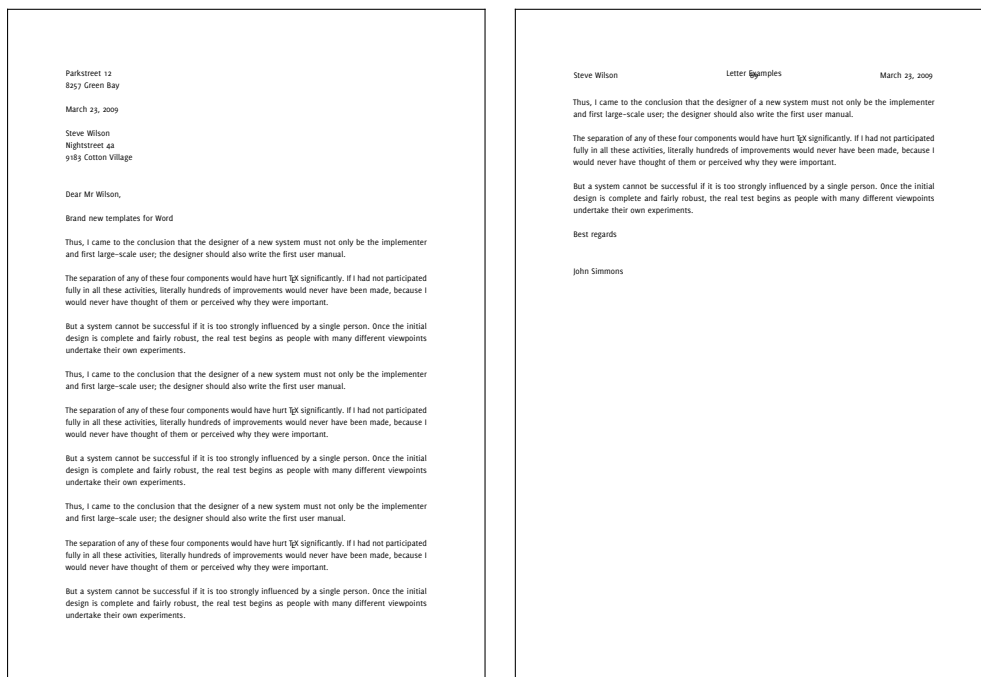 Parkstreet 12
8257 Green Bay
March 23, 2009
Steve Wilson
Nightstreet 4a
9183 Cotton Village
Dear Mr Wilson,
Brand new templates for Word
Thus, I came to the conclusion that the designer of a new system must not only be the implementer
and first large-scale user; the designer should also write the first user manual.
The separation of any of these four components would have hurt TEX significantly. If I had not participated
fully in all these activities, literally hundreds of improvements would never have been made, because I
would never have thought of them or perceived why they were important.
But a system cannot be successful if it is too strongly influenced by a single person. Once the initial
design is complete and fairly robust, the real test begins as people with many different viewpoints
undertake their own experiments.
Thus, I came to the conclusion that the designer of a new system must not only be the implementer
and first large-scale user; the designer should also write the first user manual.
The separation of any of these four components would have hurt TEX significantly. If I had not participated
fully in all these activities, literally hundreds of improvements would never have been made, because I
would never have thought of them or perceived why they were important.
But a system cannot be successful if it is too strongly influenced by a single person. Once the initial
design is complete and fairly robust, the real test begins as people with many different viewpoints
undertake their own experiments.
Thus, I came to the conclusion that the designer of a new system must not only be the implementer
and first large-scale user; the designer should also write the first user manual.
The separation of any of these four components would have hurt TEX significantly. If I had not participated
fully in all these activities, literally hundreds of improvements would never have been made, because I
would never have thought of them or perceived why they were important.
But a system cannot be successful if it is too strongly influenced by a single person. Once the initial
design is complete and fairly robust, the real test begins as people with many different viewpoints
undertake their own experiments.
Steve Wilson Letter Examples March 23, 2009
Thus, I came to the conclusion that the designer of a new system must not only be the implementer
and first large-scale user; the designer should also write the first user manual.
The separation of any of these four components would have hurt TEX significantly. If I had not participated
fully in all these activities, literally hundreds of improvements would never have been made, because I
would never have thought of them or perceived why they were important.
But a system cannot be successful if it is too strongly influenced by a single person. Once the initial
design is complete and fairly robust, the real test begins as people with many different viewpoints
undertake their own experiments.
Best regards
John Simmons